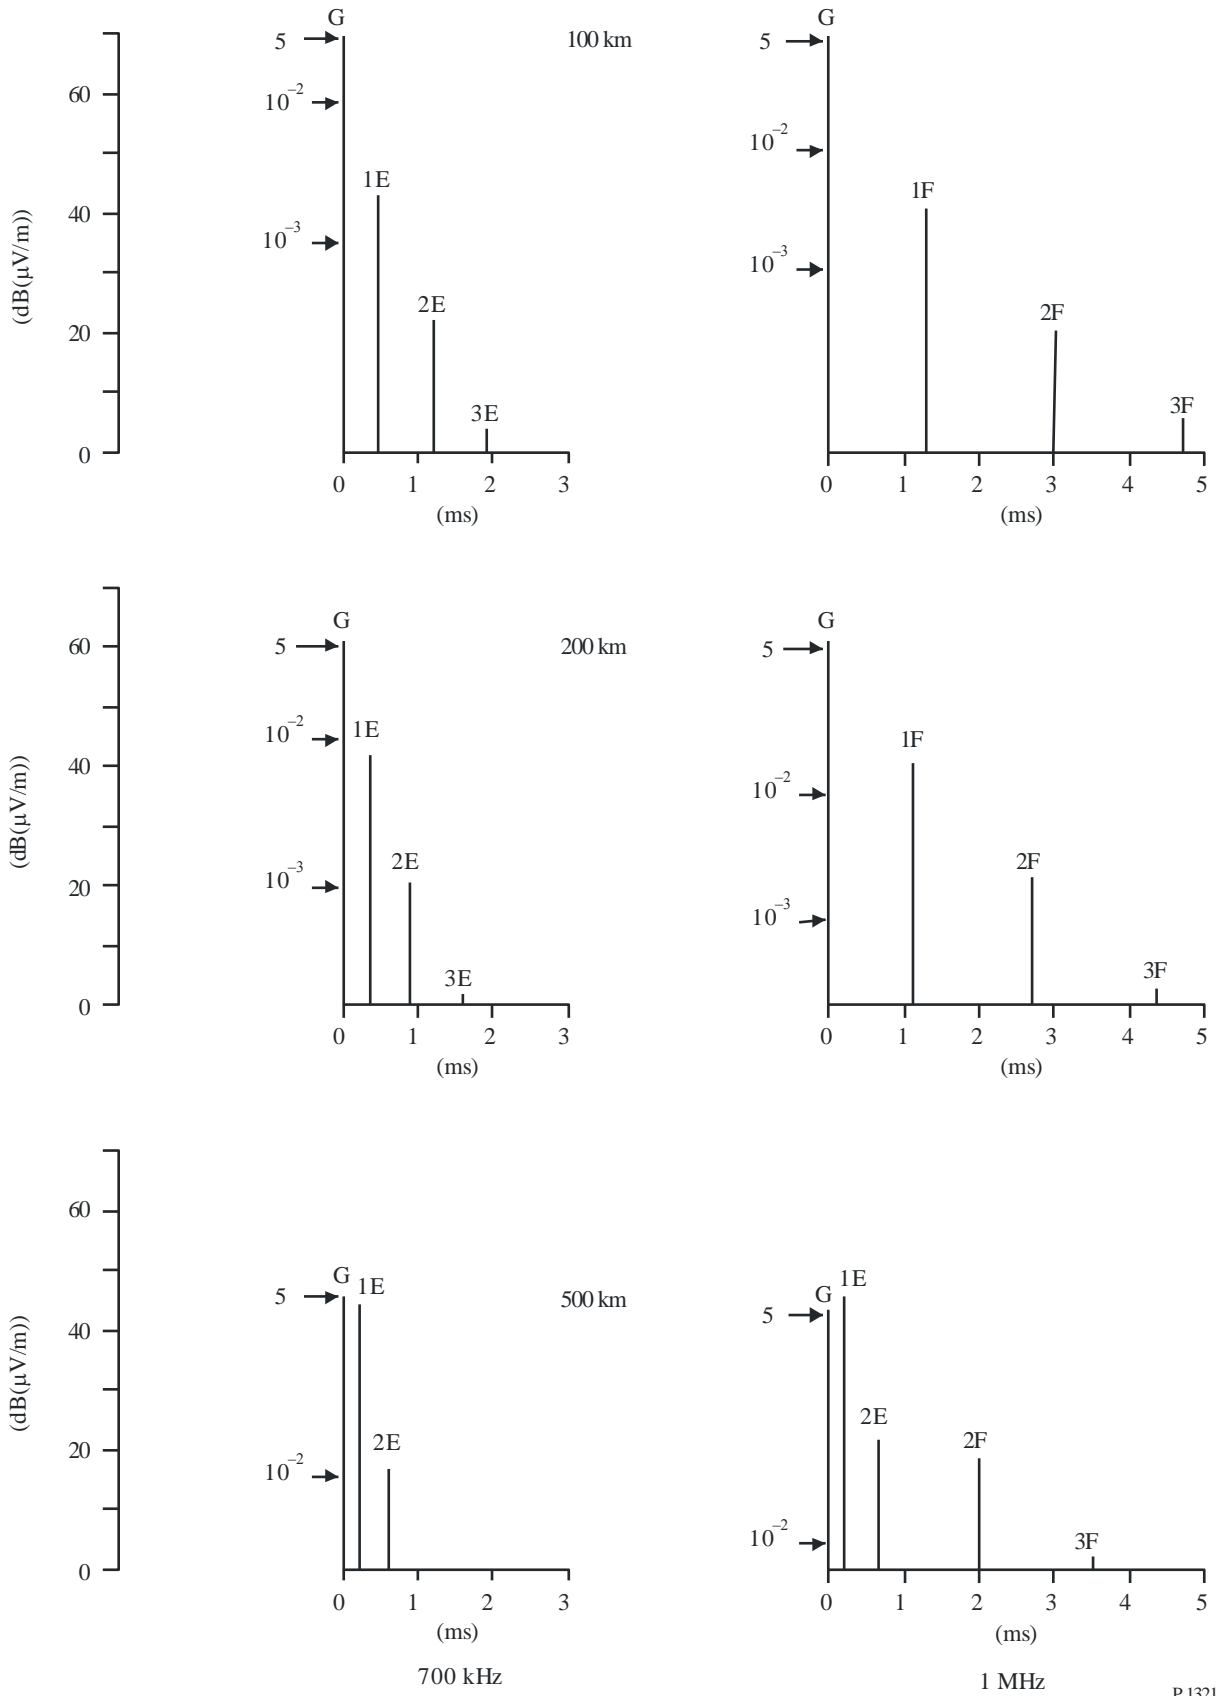 G
5
10⁻²
10⁻³
1E
2E
3E
100 km
G
5
10⁻²
10⁻³
1F
2F
3F
60
40
20
0
(dB(μV/m))
0 1 2 3
(ms)
0 1 2 3 4 5
(ms)
G
5
10⁻²
10⁻³
1E
2E
3E
200 km
G
5
10⁻²
10⁻³
1F
2F
3F
60
40
20
0
(dB(μV/m))
0 1 2 3
(ms)
0 1 2 3 4 5
(ms)
G
5
10⁻²
1E
2E
500 km
G
5
10⁻²
1E
2E
2F
3F
60
40
20
0
(dB(μV/m))
0 1 2 3
(ms)
0 1 2 3 4 5
(ms)
700 kHz
1 MHz
P.1321